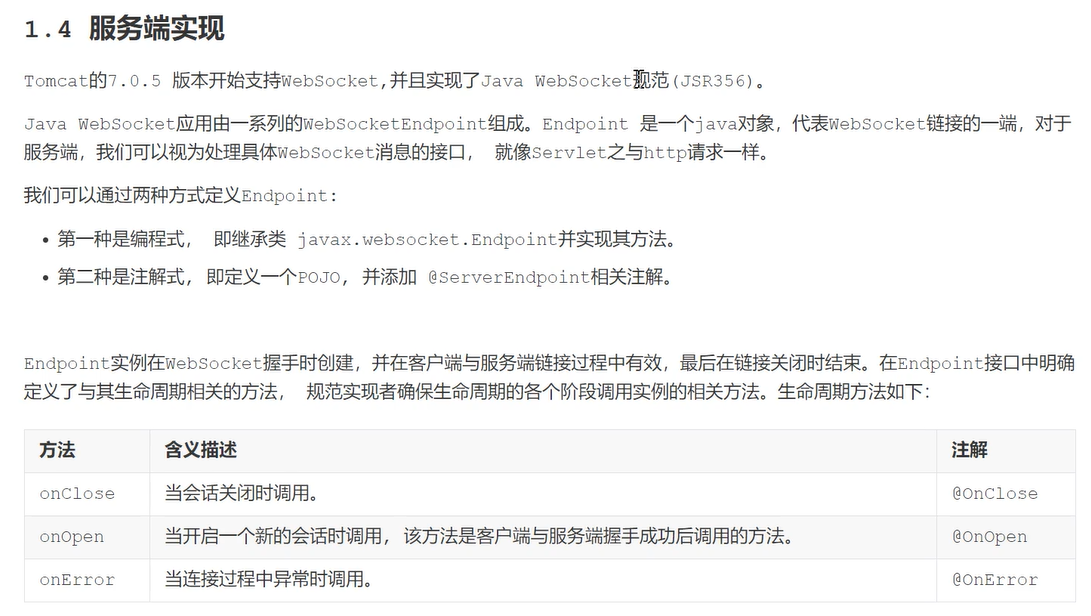 1.4 服务端实现
Tomcat的7.0.5 版本开始支持WebSocket,并且实现了Java WebSocket规范(JSR356)。
Java WebSocket应用由一系列的WebSocketEndpoint组成。Endpoint 是一个java对象，代表WebSocket链接的一端，对于
服务端，我们可以视为处理具体WebSocket消息的接口， 就像Servlet之与http请求一样。
我们可以通过两种方式定义Endpoint:
• 第一种是编程式， 即继承类 javax.websocket.Endpoint并实现其方法。
• 第二种是注解式，即定义一个POJO，并添加 @ServerEndpoint相关注解。
Endpoint实例在WebSocket握手时创建，并在客户端与服务端链接过程中有效，最后在链接关闭时结束。在Endpoint接口中明确
定义了与其生命周期相关的方法， 规范实现者确保生命周期的各个阶段调用实例的相关方法。生命周期方法如下：
方法 含义描述 注解
onClose 当会话关闭时调用。 @OnClose
onOpen 当开启一个新的会话时调用， 该方法是客户端与服务端握手成功后调用的方法。 @OnOpen
onError 当连接过程中异常时调用。 @OnError